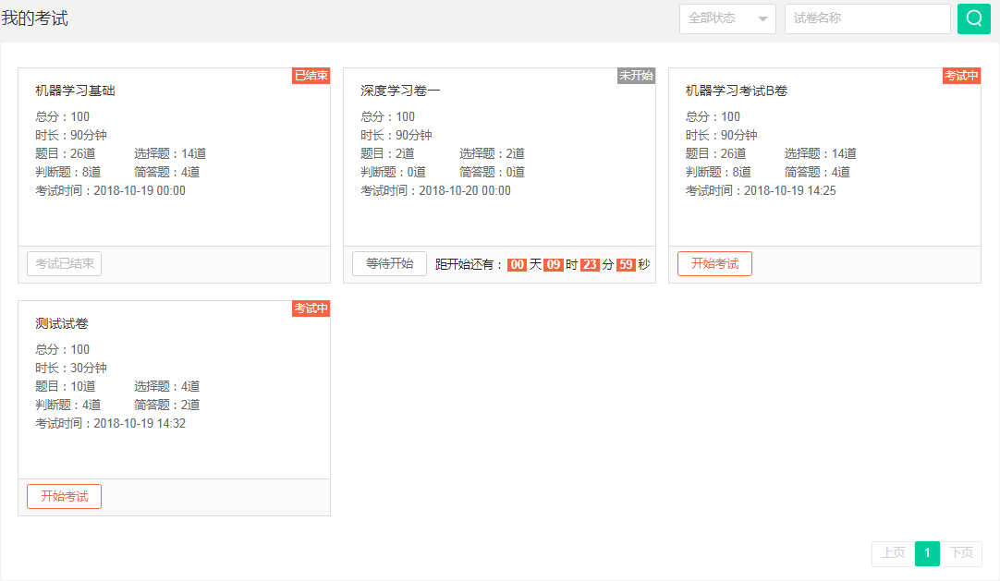 我的考试
全部状态
试卷名称
已结束
机器学习基础
总分：100
时长：90分钟
题目：26道 选择题：14道
判断题：8道 简答题：4道
考试时间：2018-10-19 00:00
考试已结束
未开始
深度学习卷一
总分：100
时长：90分钟
题目：2道 选择题：2道
判断题：0道 简答题：0道
考试时间：2018-10-20 00:00
等待开始 距开始还有：00天09时23分59秒
考试中
机器学习考试B卷
总分：100
时长：90分钟
题目：26道 选择题：14道
判断题：8道 简答题：4道
考试时间：2018-10-19 14:25
开始考试
考试中
测试试卷
总分：100
时长：30分钟
题目：10道 选择题：4道
判断题：4道 简答题：2道
考试时间：2018-10-19 14:32
开始考试
上页 1 下页